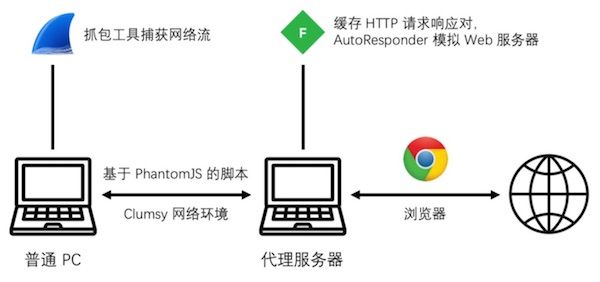 抓包工具捕获网络流
F
缓存 HTTP 请求响应对，
AutoResponder 模拟 Web 服务器
基于 PhantomJS 的脚本
Clumsy 网络环境
浏览器
普通 PC
代理服务器